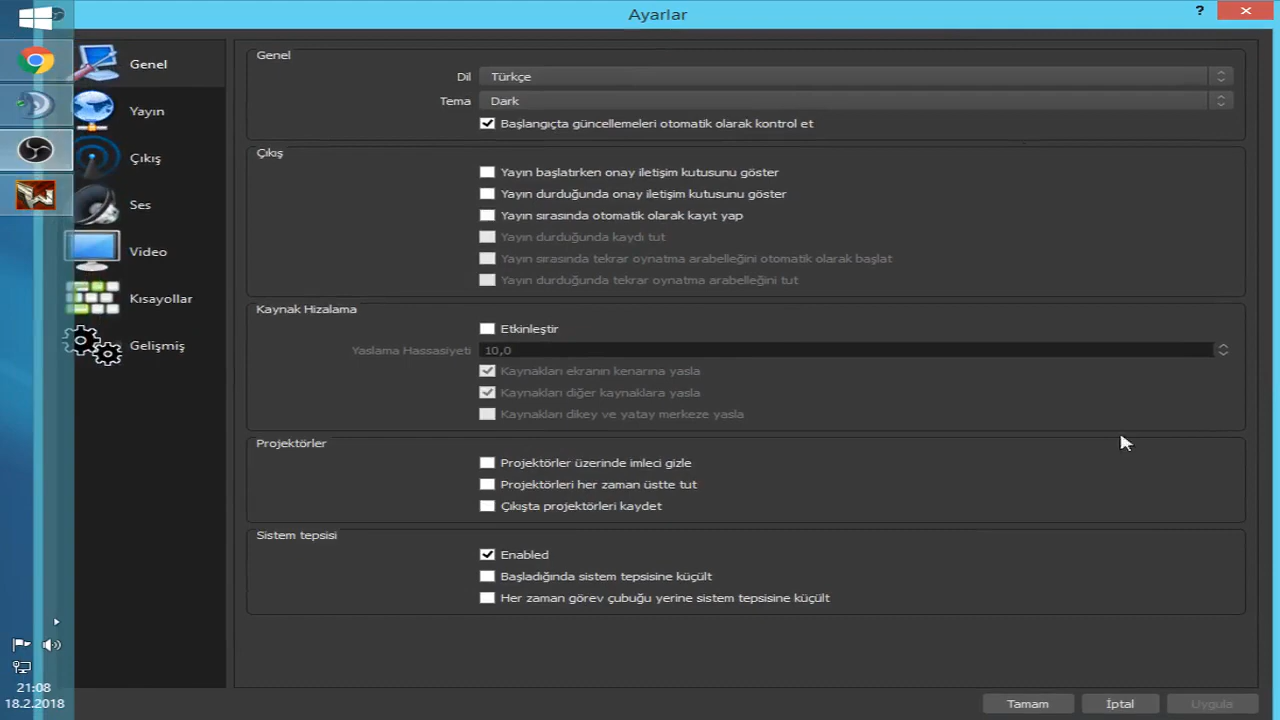 Ayarlar
?
Genel
Yayın
Çıkış
Ses
Video
Kısayollar
Gelişmiş
Genel
Dil
Türkçe
Tema
Dark
Başlangıçta güncellemeleri otomatik olarak kontrol et
Çıkış
Yayın başlatırken onay iletişim kutusunu göster
Yayın durduğunda onay iletişim kutusunu göster
Yayın sırasında otomatik olarak kayıt yap
Yayın durduğunda kaydı tut
Yayın sırasında tekrar oynatma arabelleğini otomatik olarak başlat
Yayın durduğunda tekrar oynatma arabelleğini tut
Kaynak Hizalama
Etkinleştir
Yaslama Hassasiyeti
10,0
Kaynakları ekranın kenarına yasla
Kaynakları diğer kaynaklara yasla
Kaynakları dikey ve yatay merkeze yasla
Projektörler
Projektörler üzerinde imleci gizle
Projektörleri her zaman üstte tut
Çıkışta projektörleri kaydet
Sistem tepsisi
Enabled
Başladığında sistem tepsisine küçült
Her zaman görev çubuğu yerine sistem tepsisine küçült
21:08
18.2.2018
Tamam
İptal
Uygula